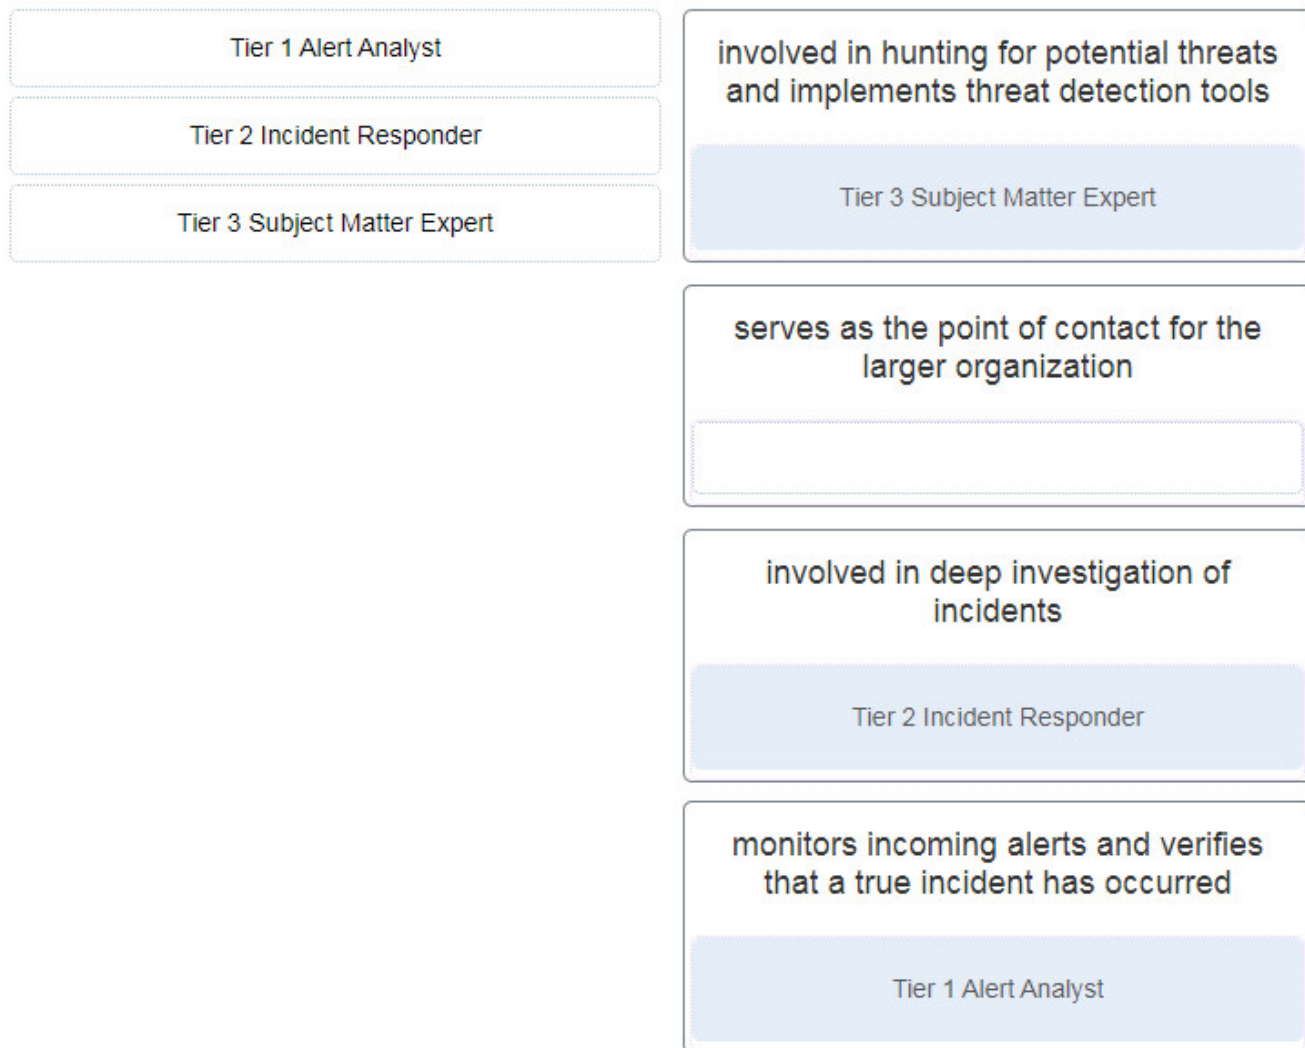 Tier 1 Alert Analyst
Tier 2 Incident Responder
Tier 3 Subject Matter Expert
involved in hunting for potential threats
and implements threat detection tools
Tier 3 Subject Matter Expert
serves as the point of contact for the
larger organization
involved in deep investigation of
incidents
Tier 2 Incident Responder
monitors incoming alerts and verifies
that a true incident has occurred
Tier 1 Alert Analyst